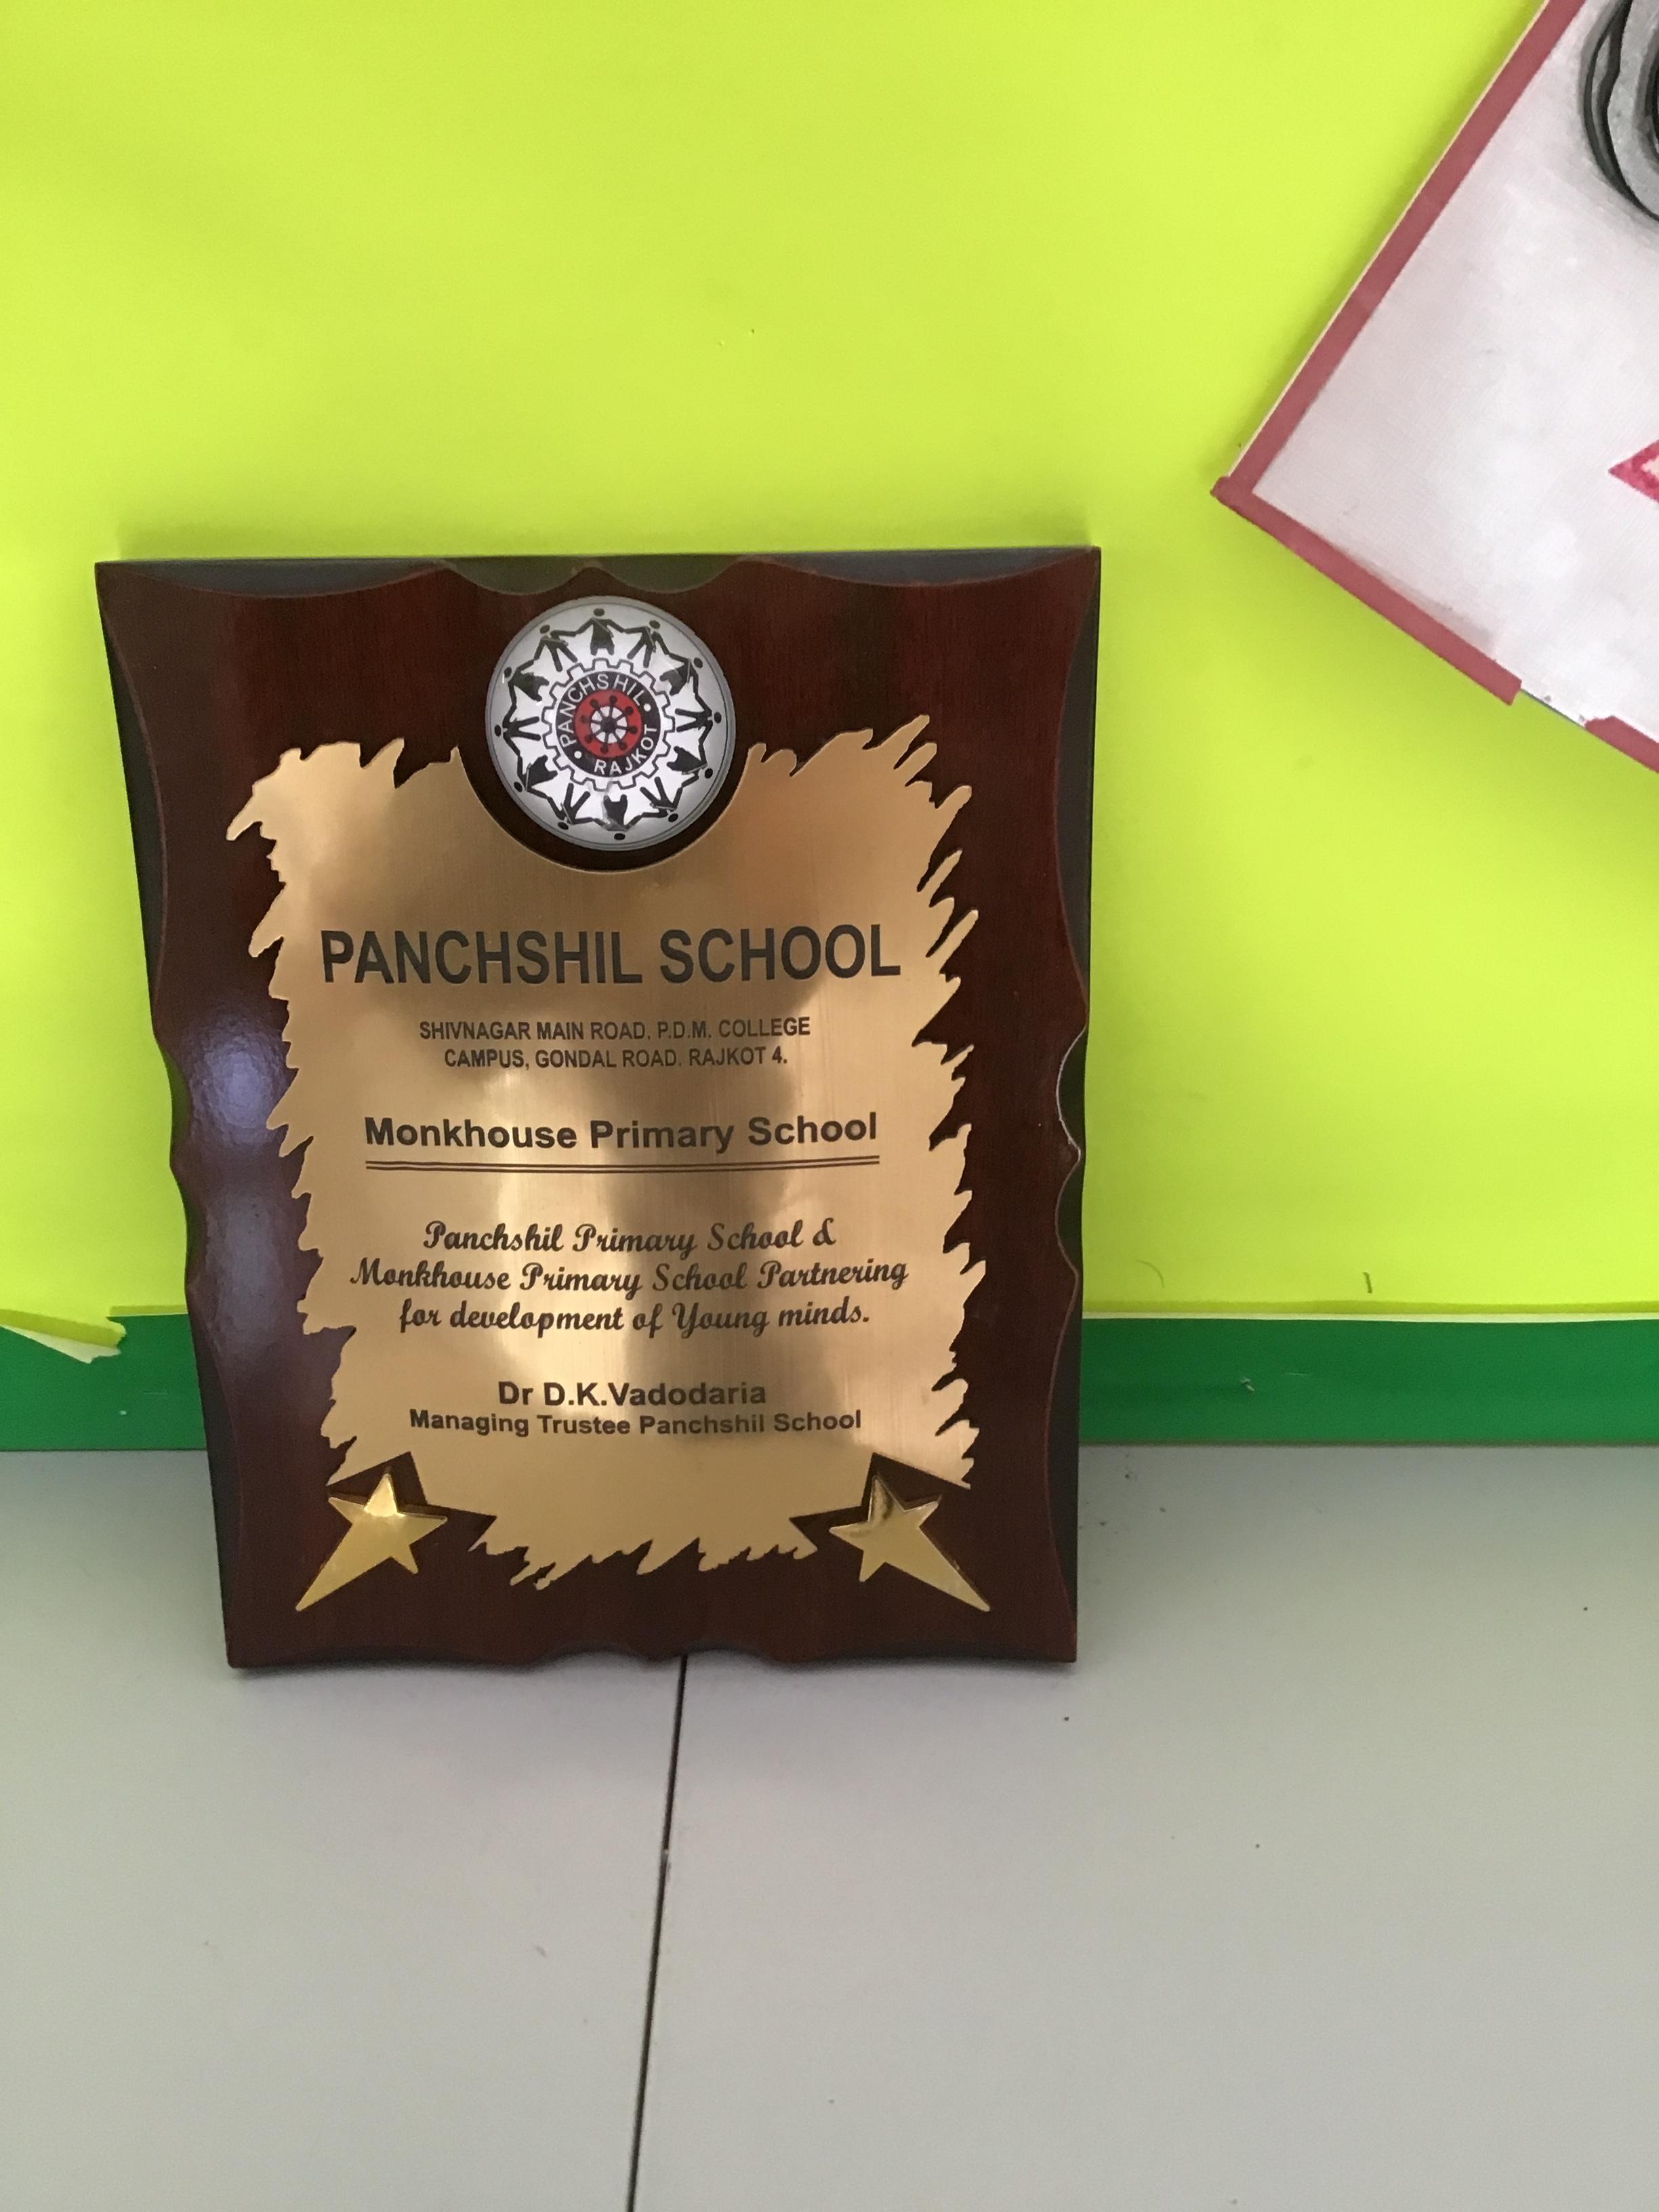 PANCHSHIL
RAJKOT
PANCHSHIL SCHOOL
SHIVNAGAR MAIN ROAD, P.D.M. COLLEGE
CAMPUS, GONDAL ROAD. RAJKOT 4.
Monkhouse Primary School
Panchshil Primary School &
Monkhouse Primary School Partnering
for development of Young minds.
Dr D.K.Vadodaria
Managing Trustee Panchshil School